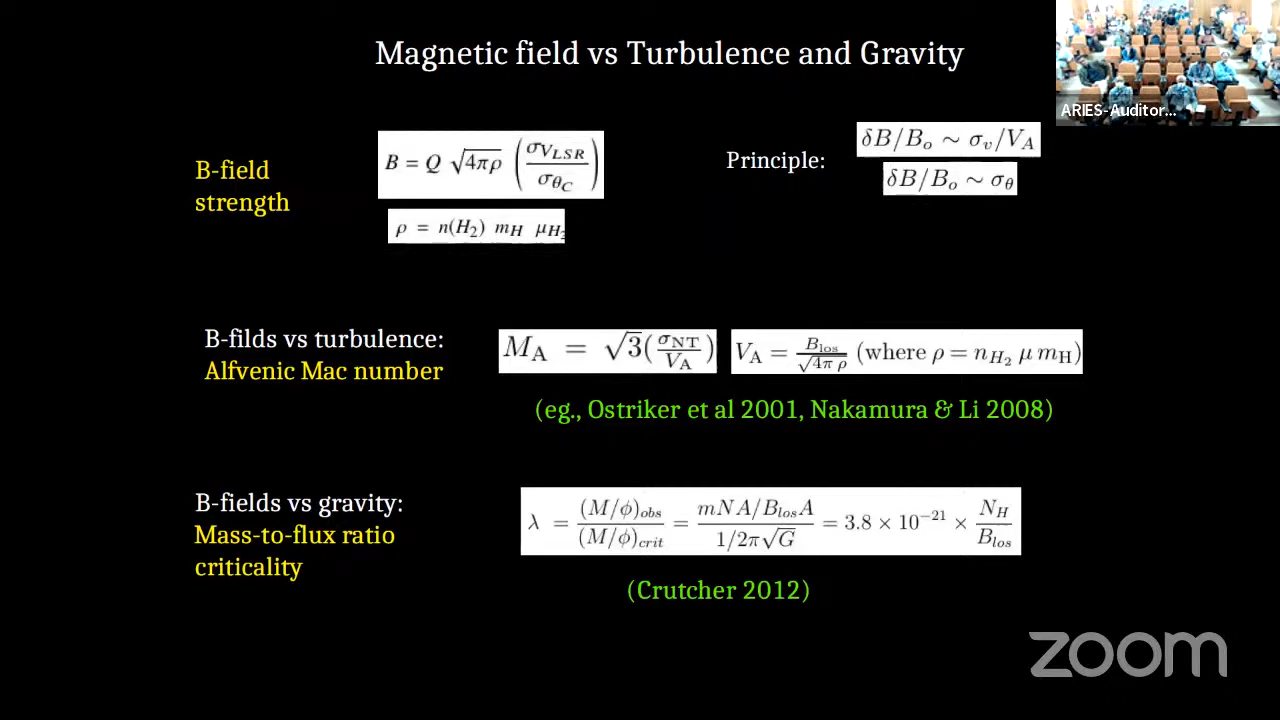 Magnetic field vs Turbulence and Gravity
ARIES-Auditor...
B-field
strength
B = Q √4πρ (σ_{V_{LSR}} / σ_{θ_C})
ρ = n(H₂) m_H μ_{H₂}
Principle:
δB/B_o ∼ σ_v/V_A
δB/B_o ∼ σ_θ
B-filds vs turbulence:
Alfvenic Mac number
M_A = √3(σ_NT / V_A)
V_A = B_los / √4π ρ (where ρ = n_{H₂} μ m_H)
(eg., Ostriker et al 2001, Nakamura & Li 2008)
B-fields vs gravity:
Mass-to-flux ratio
criticality
λ = (M/ϕ)_obs / (M/ϕ)_crit = mNA/B_los A / 1/2π√G = 3.8 × 10⁻²¹ × N_H / B_los
(Crutcher 2012)
zoom